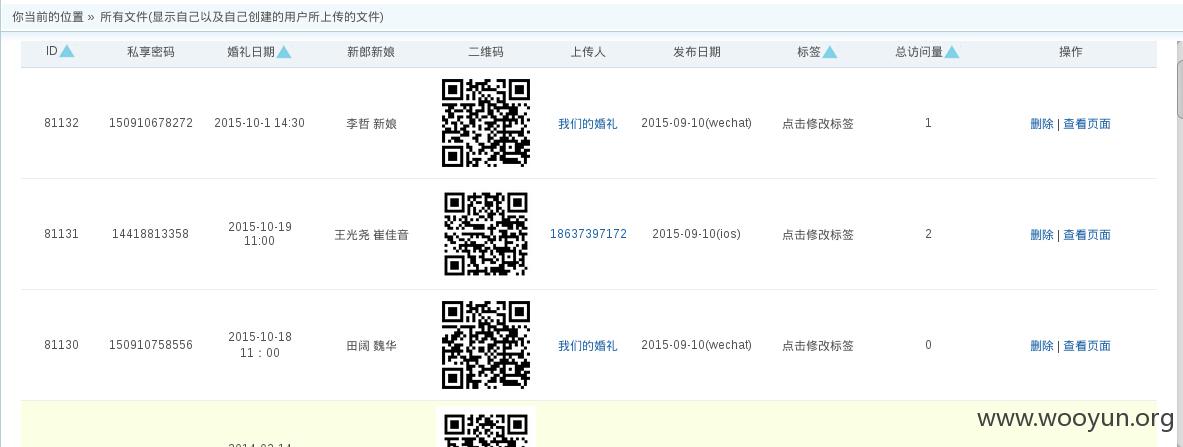 你当前的位置 » 所有文件(显示自己以及自己创建的用户所上传的文件)
ID 私享密码 婚礼日期 新郎新娘 二维码 上传人 发布日期 标签 总访问量 操作
81132 150910678272 2015-10-1 14:30 李哲 新娘 我们的婚礼 2015-09-10(wechat) 点击修改标签 1 删除 | 查看页面
81131 14418813358 2015-10-19 11:00 王光尧 崔佳音 18637397172 2015-09-10(ios) 点击修改标签 2 删除 | 查看页面
81130 150910758556 2015-10-18 11：00 田阔 魏华 我们的婚礼 2015-09-10(wechat) 点击修改标签 0 删除 | 查看页面
www.wooyun.org